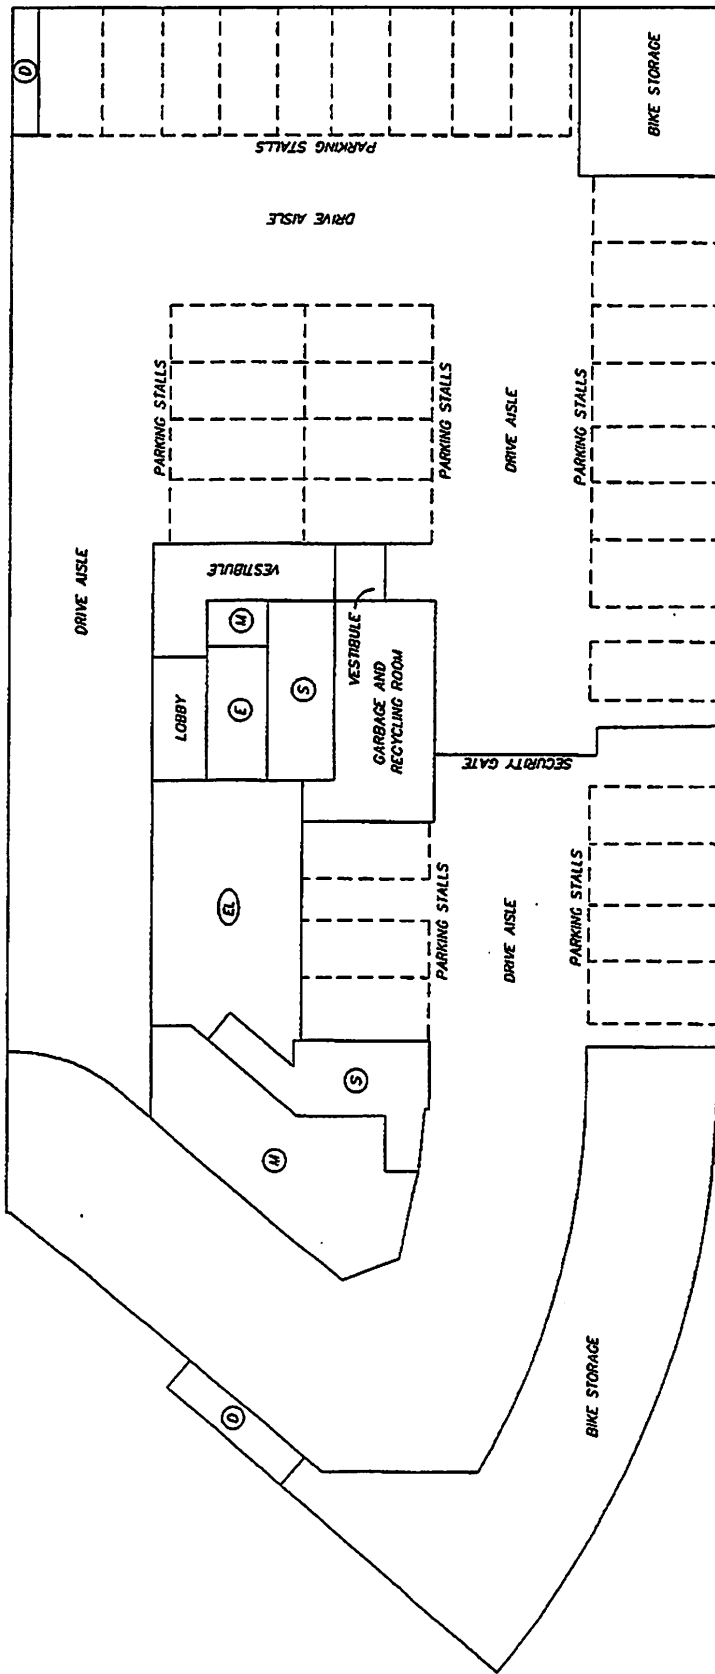 D
PARKING STALLS
BIKE STORAGE
DRIVE AISLE
PARKING STALLS
PARKING STALLS
DRIVE AISLE
PARKING STALLS
DRIVE AISLE
VESTIBULE
M
VESTIBULE
LOBBY
E
S
GARBAGE AND
RECYCLING ROOM
SECURITY GATE
EL
PARKING STALLS
DRIVE AISLE
PARKING STALLS
S
M
D
BIKE STORAGE